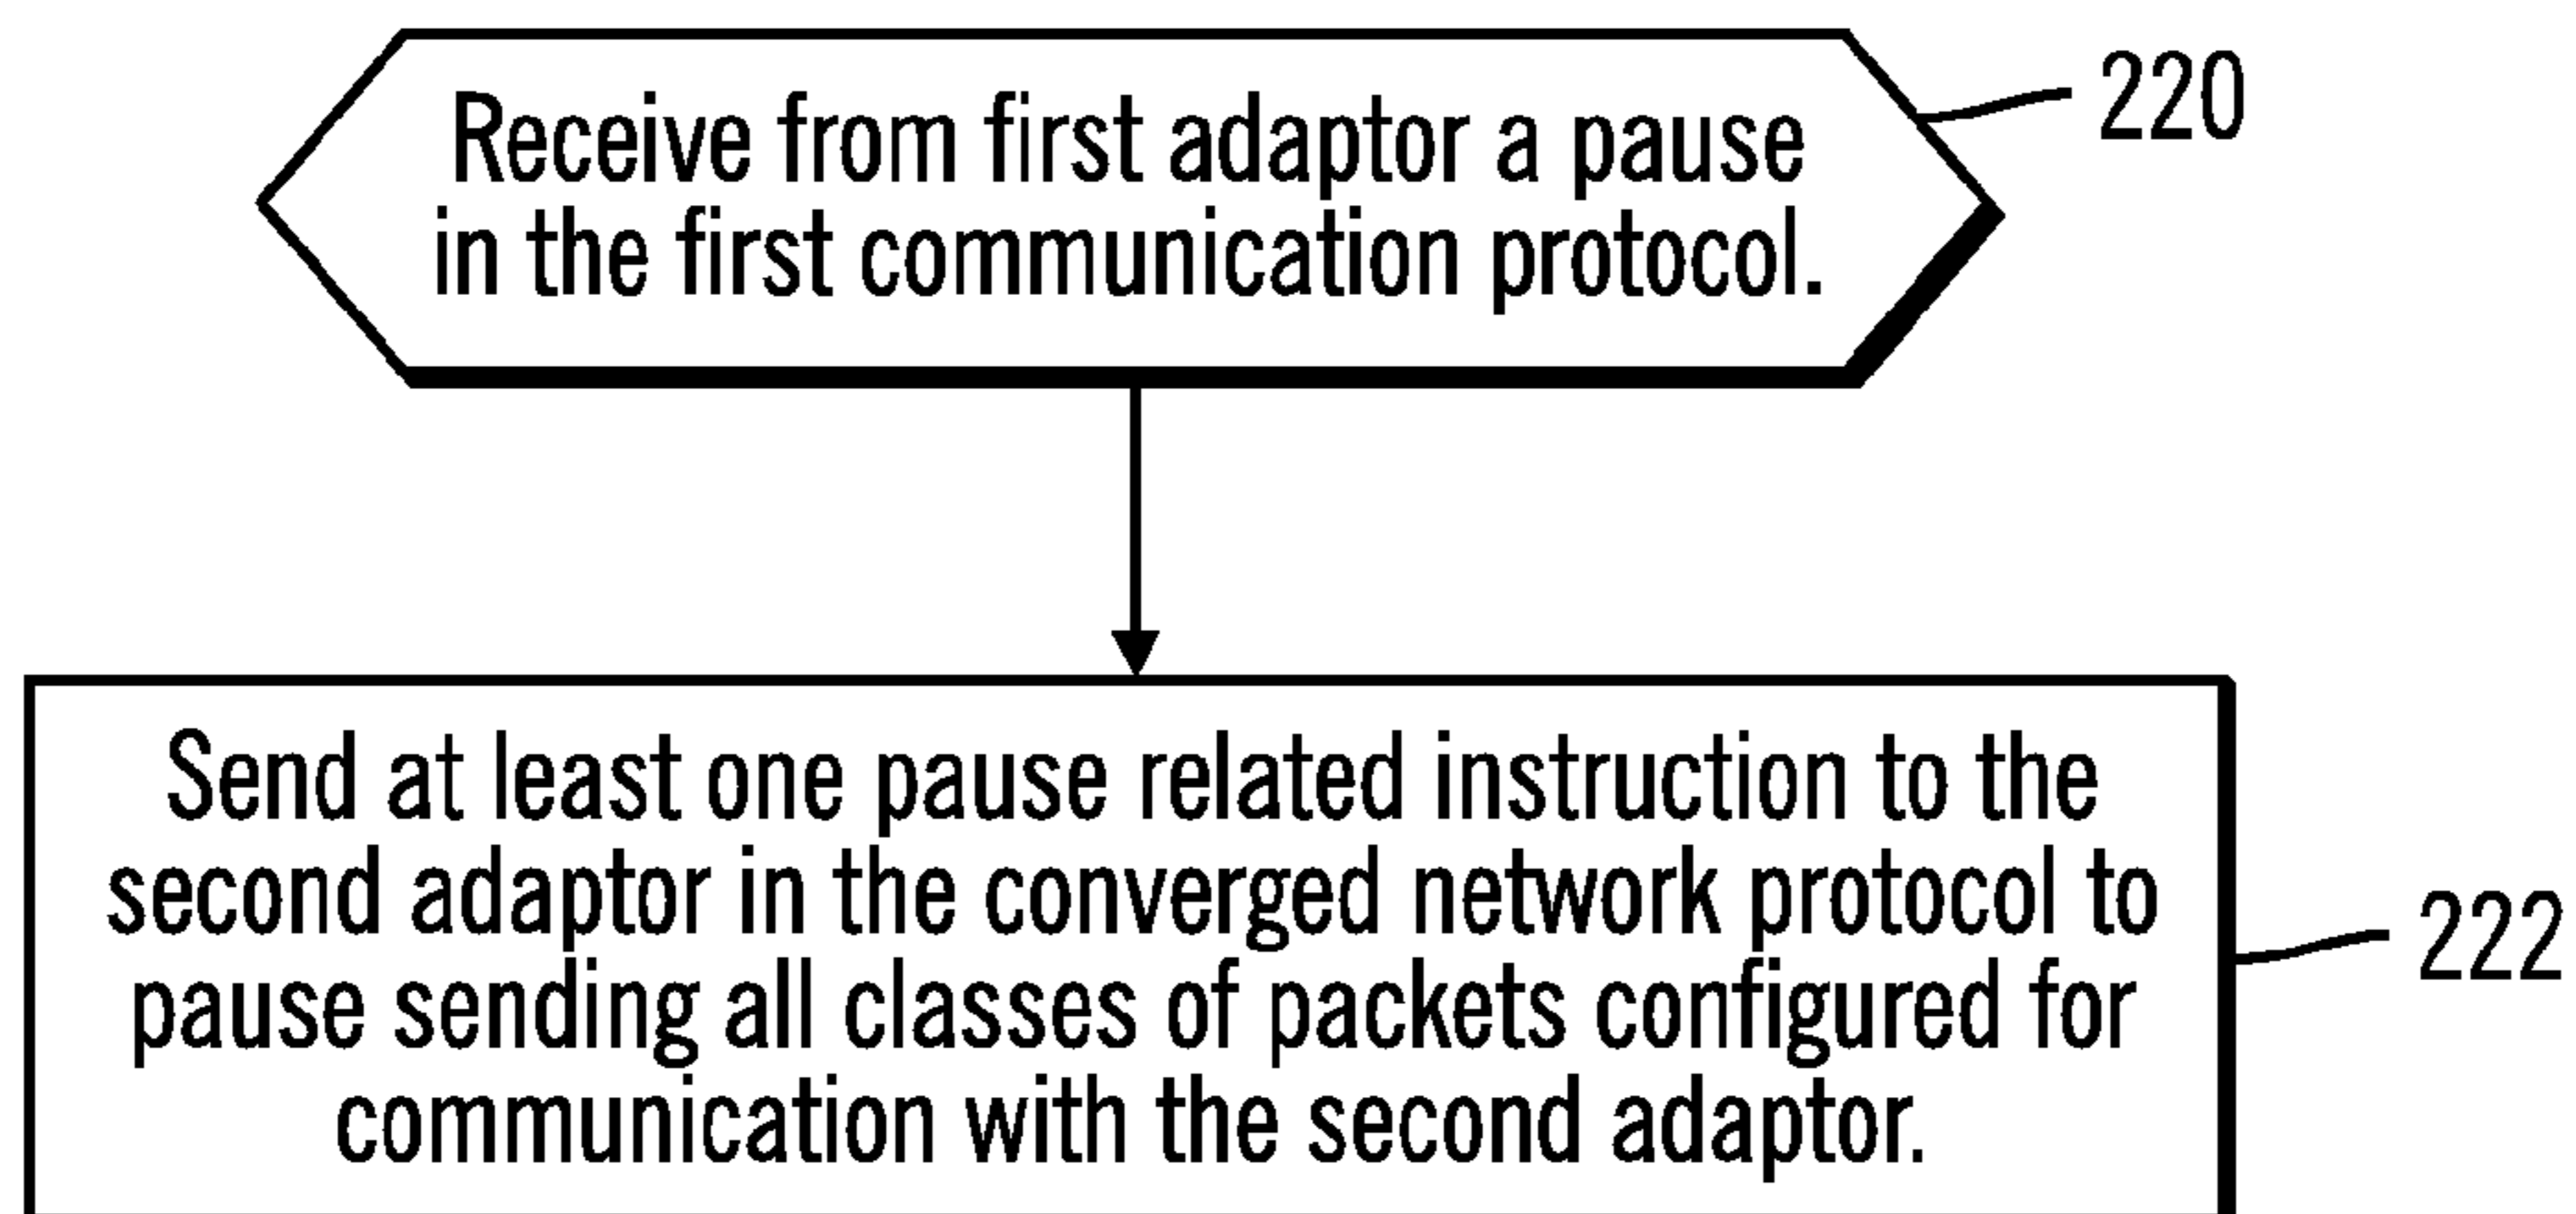 Receive from first adaptor a pause
in the first communication protocol.
220
Send at least one pause related instruction to the
second adaptor in the converged network protocol to
pause sending all classes of packets configured for
communication with the second adaptor.
222